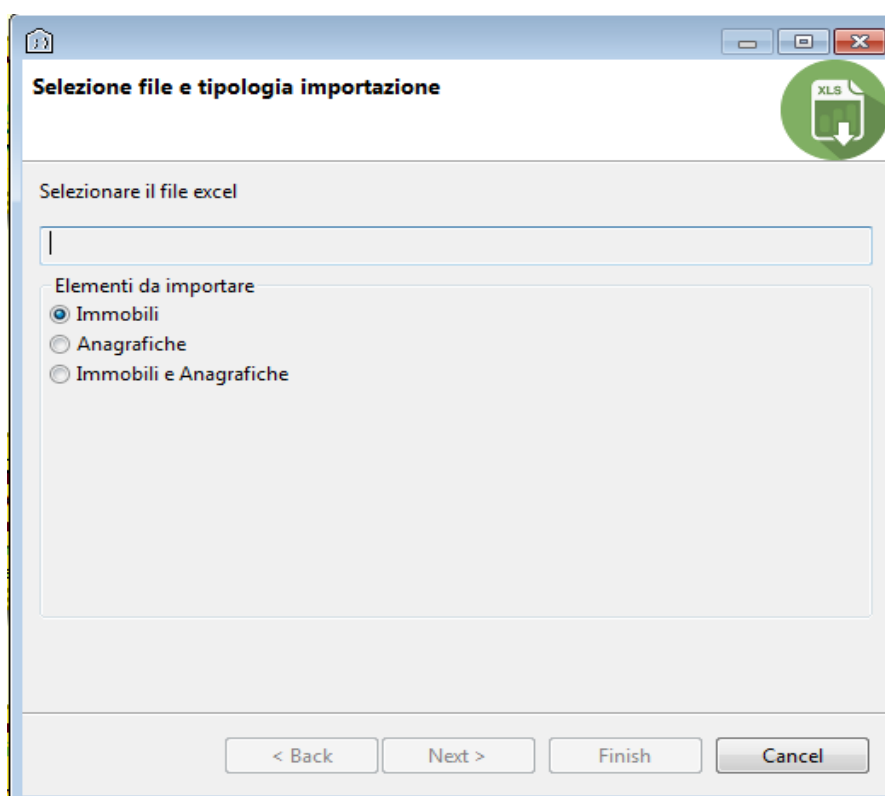 Selezione file e tipologia importazione
XLS
Selezionare il file excel
Elementi da importare
Immobili
Anagrafiche
Immobili e Anagrafiche
< Back Next > Finish Cancel